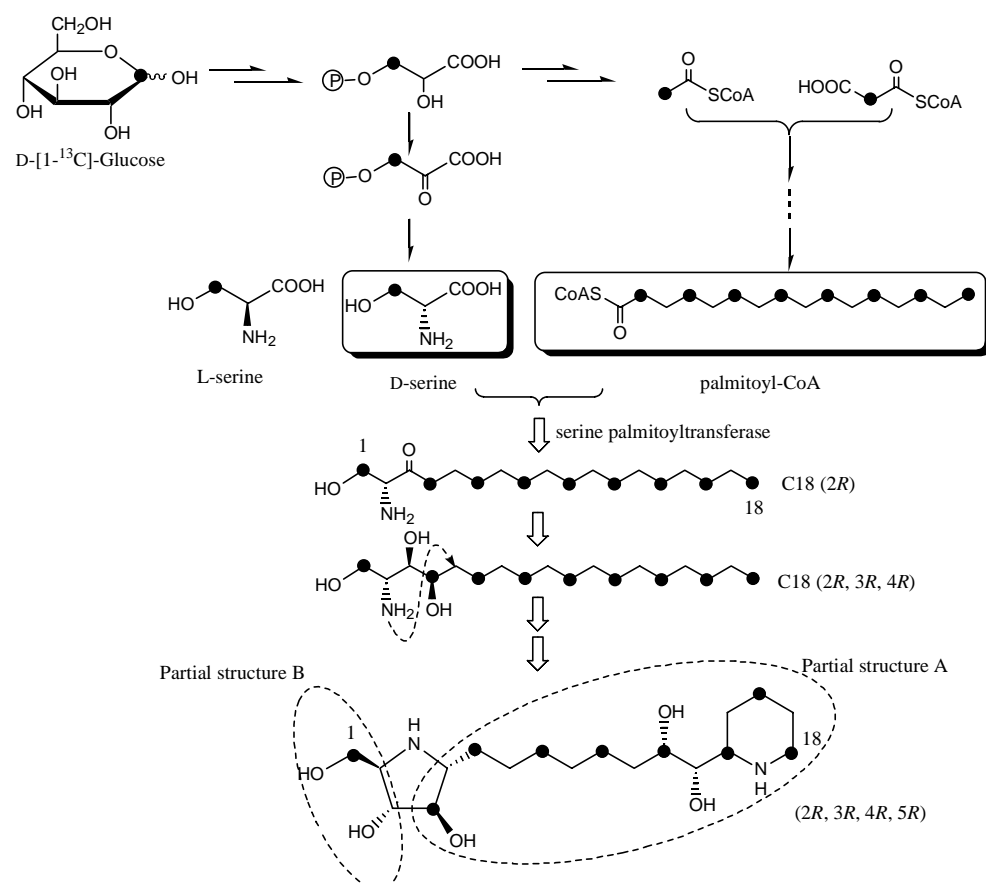 CH₂OH
O
OH
OH
OH
OH
D-[1-¹³C]-Glucose
P O COOH
OH
O
SCoA
HOOC O
SCoA
P O COOH
O
HO COOH
NH₂
L-serine
HO COOH
NH₂
D-serine
CoAS
O
palmitoyl-CoA
serine palmitoyltransferase
1
O
HO
NH₂
18
C18 (2R)
OH
HO
NH₂
OH
C18 (2R, 3R, 4R)
Partial structure B
Partial structure A
1
H
N
HO
HO
OH
OH
OH
18
N
H
(2R, 3R, 4R, 5R)